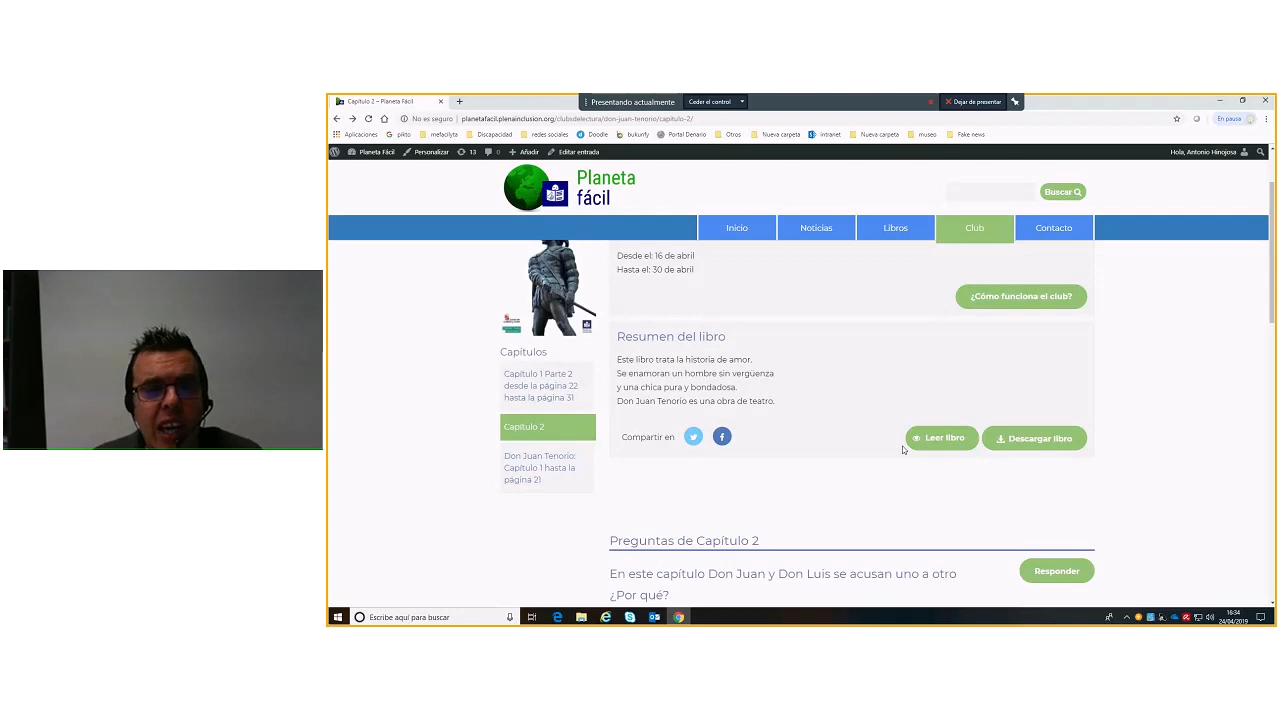 Capítulo 2 – Planeta Fácil
Presentando actualmente
Ceder el control
Dejar de presentar
No es seguro
planetafacil.plenainclusion.org/clubsdelectura/don-juan-tenorio/capitulo-2/
En pausa
Aplicaciones
pikto
mefacilyta
Discapacidad
redes sociales
Doodle
bukunfy
Portal Denario
Otros
Nueva carpeta
intranet
Nueva carpeta
museo
Fake news
Planeta Fácil
Personalizar
13
Añadir
Editar entrada
Hola, Antonio Hinojosa
Planeta
fácil
Buscar
Inicio
Noticias
Libros
Club
Contacto
Desde el: 16 de abril
Hasta el: 30 de abril
¿Cómo funciona el club?
Resumen del libro
Este libro trata la historia de amor.
Se enamoran un hombre sin vergüenza
y una chica pura y bondadosa.
Don Juan Tenorio es una obra de teatro.
Compartir en
Leer libro
Descargar libro
Capítulos
Capítulo 1 Parte 2
desde la página 22
hasta la página 31
Capítulo 2
Don Juan Tenorio:
Capítulo 1 hasta la
página 21
Preguntas de Capítulo 2
En este capítulo Don Juan y Don Luis se acusan uno a otro
¿Por qué?
Responder
Escribe aquí para buscar
16:34
24/04/2019